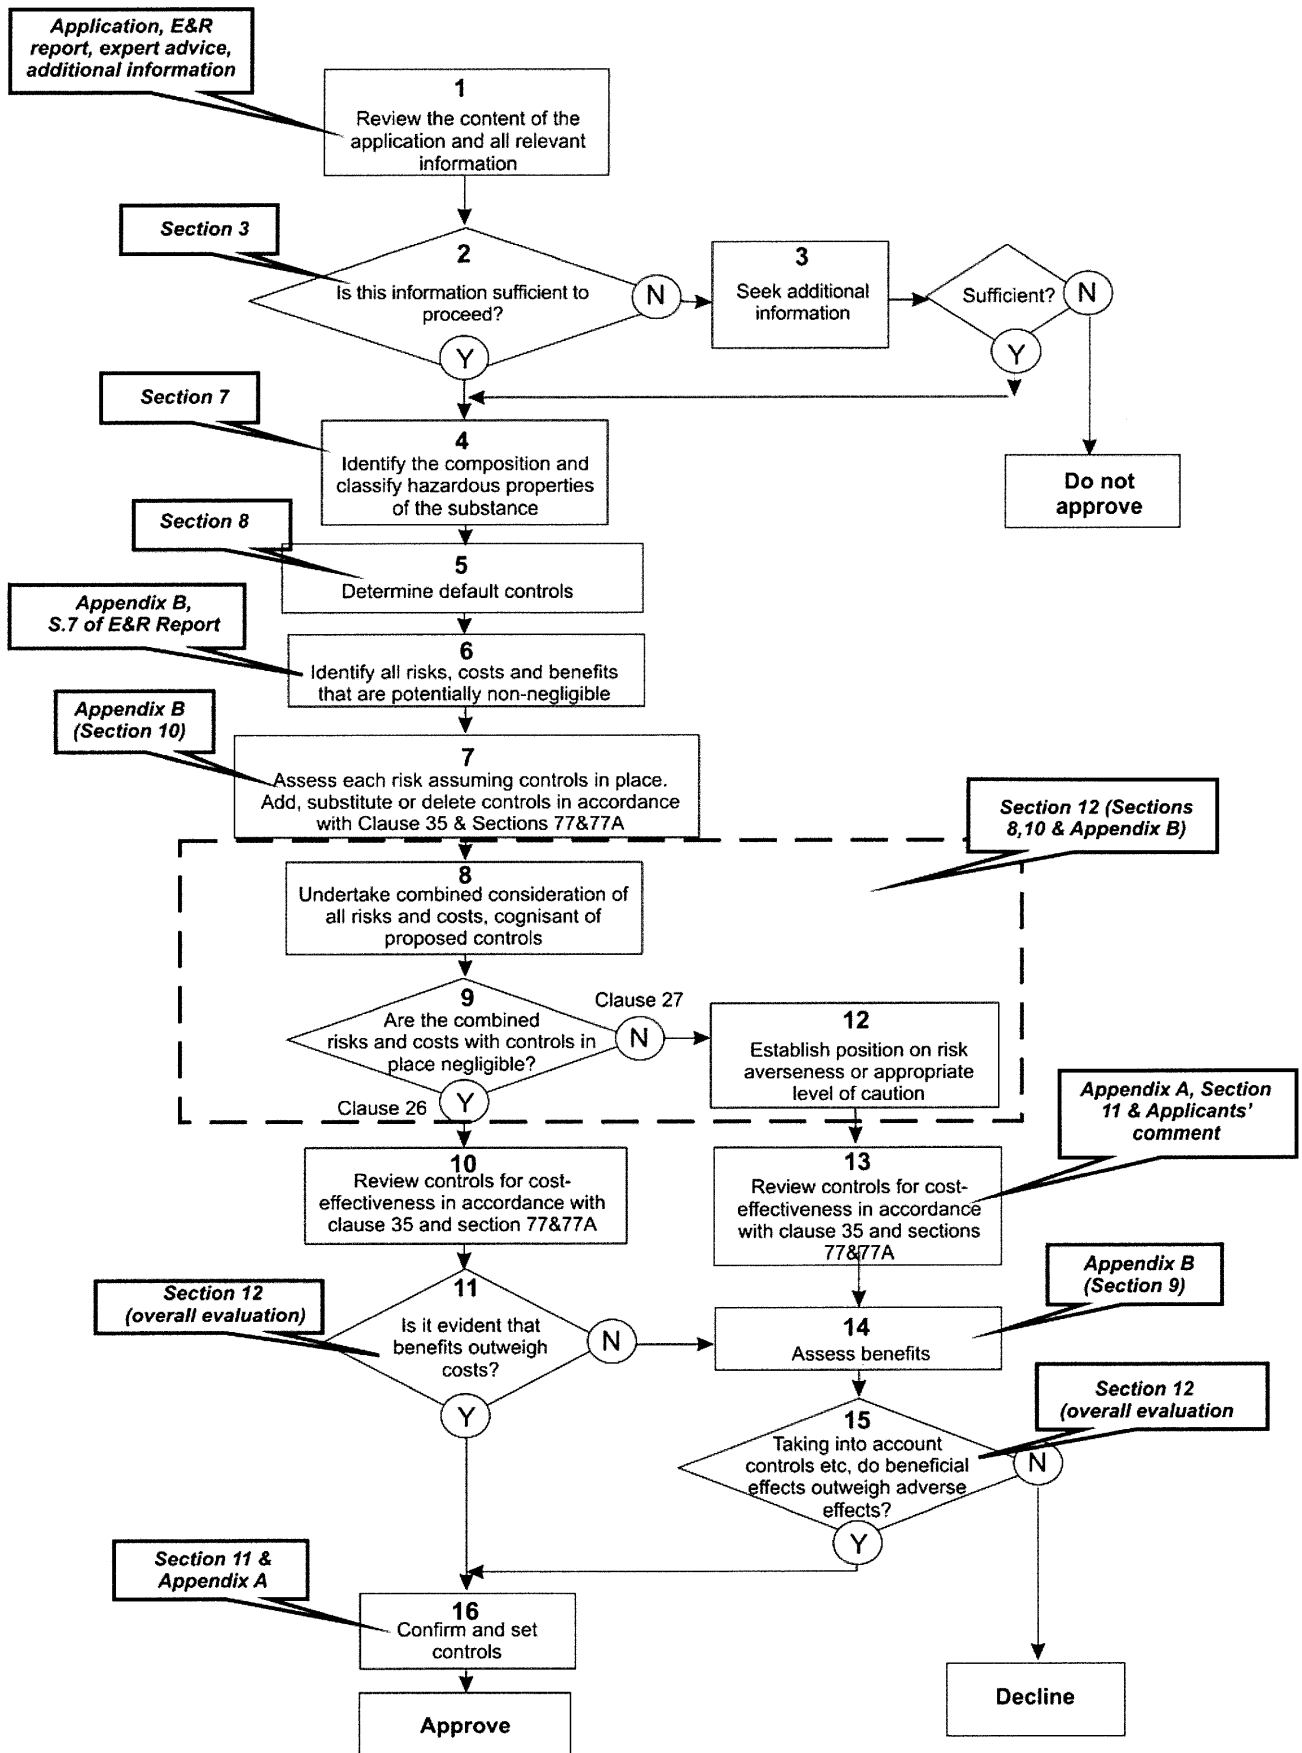 Application, E&R
report, expert advice,
additional information
1
Review the content of the
application and all relevant
information
Section 3
2
Is this information sufficient to
proceed?
N
Y
3
Seek additional
information
Sufficient?
N
Y
Do not
approve
Section 7
4
Identify the composition and
classify hazardous properties
of the substance
Section 8
5
Determine default controls
Appendix B,
S.7 of E&R Report
6
Identify all risks, costs and benefits
that are potentially non-negligible
Appendix B
(Section 10)
7
Assess each risk assuming controls in place.
Add, substitute or delete controls in accordance
with Clause 35 & Sections 77&77A
Section 12 (Sections
8,10 & Appendix B)
8
Undertake combined consideration of
all risks and costs, cognisant of
proposed controls
9
Are the combined
risks and costs with controls in
place negligible?
Clause 27
N
Clause 26
Y
12
Establish position on risk
averseness or appropriate
level of caution
Appendix A, Section
11 & Applicants'
comment
10
Review controls for cost-
effectiveness in accordance with
clause 35 and section 77&77A
13
Review controls for cost-
effectiveness in accordance
with clause 35 and sections
77&77A
Section 12
(overall evaluation)
11
Is it evident that
benefits outweigh
costs?
N
Y
Appendix B
(Section 9)
14
Assess benefits
Section 12
(overall evaluation
15
Taking into account
controls etc, do beneficial
effects outweigh adverse
effects?
N
Y
Section 11 &
Appendix A
16
Confirm and set
controls
Approve
Decline